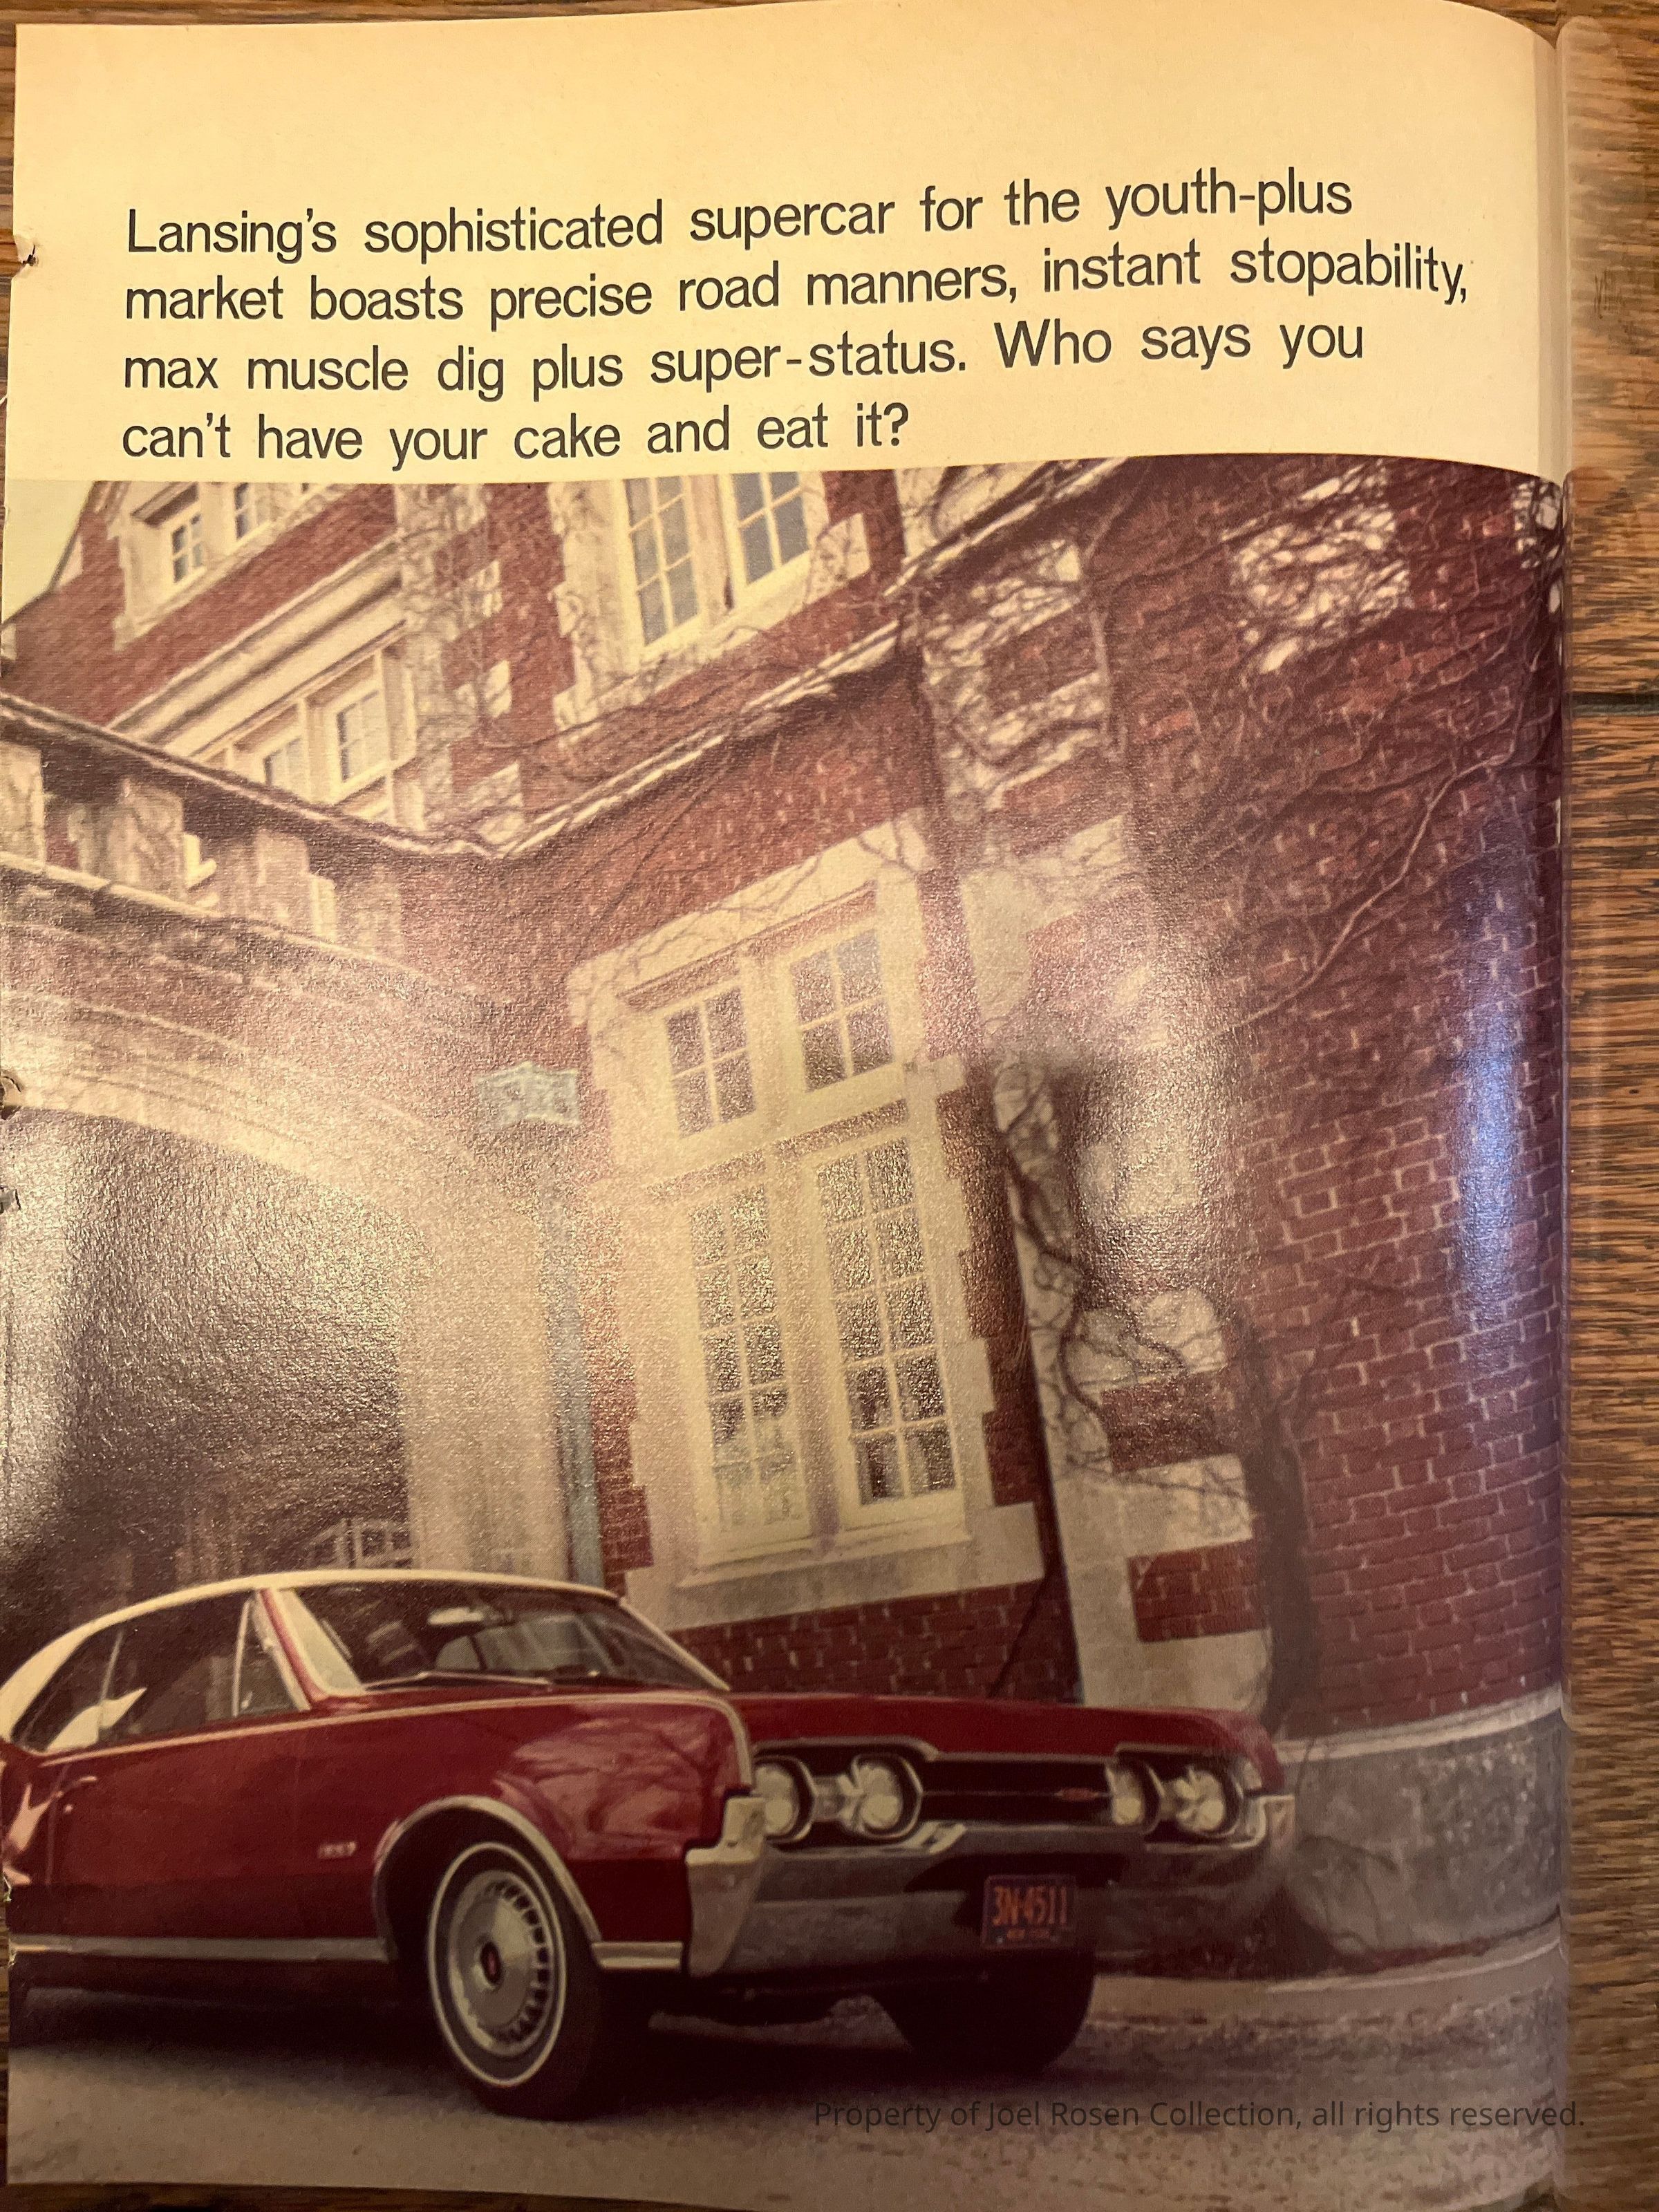 Lansing's sophisticated supercar for the youth-plus
market boasts precise road manners, instant stopability,
max muscle dig plus super-status. Who says you
can't have your cake and eat it?
3N-4511
Property of Joel Rosen Collection, all rights reserved.